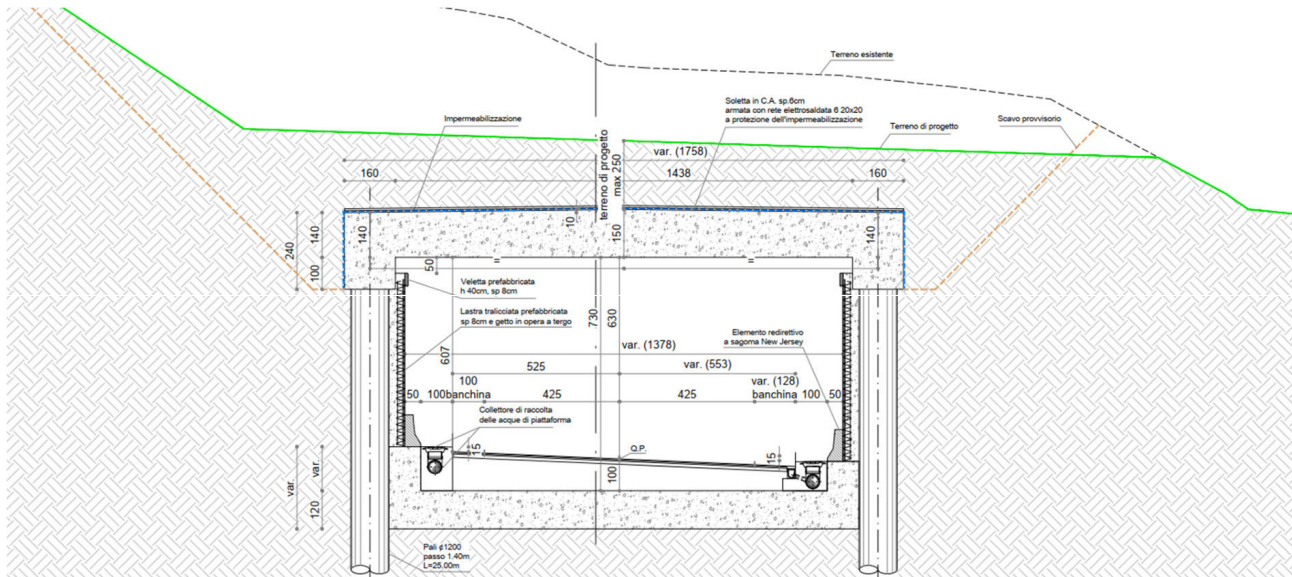 Terreno esistente
Soletta in C.A. sp.6cm
armata con rete elettrosaldata 6 20x20
a protezione dell'impermeabilizzazione
Impermeabilizzazione
Terreno di progetto
Scavo provvisorio
terreno di progetto
max 250
var. (1758)
160
1438
160
10
150
240
140
100
140
140
50
=
=
Veletta prefabbricata
h 40cm, sp 8cm
Lastra tralicciata prefabbricata
sp 8cm e getto in opera a tergo
730
630
607
Elemento redirettivo
a sagoma New Jersey
var. (1378)
525
var. (553)
100
banchina
var. (128)
banchina
50
100
425
425
100
50
Collettore di raccolta
delle acque di piattaforma
15
Q.P.
15
100
var.
var.
120
Pali ¢1200
passo 1.40m
L=25.00m